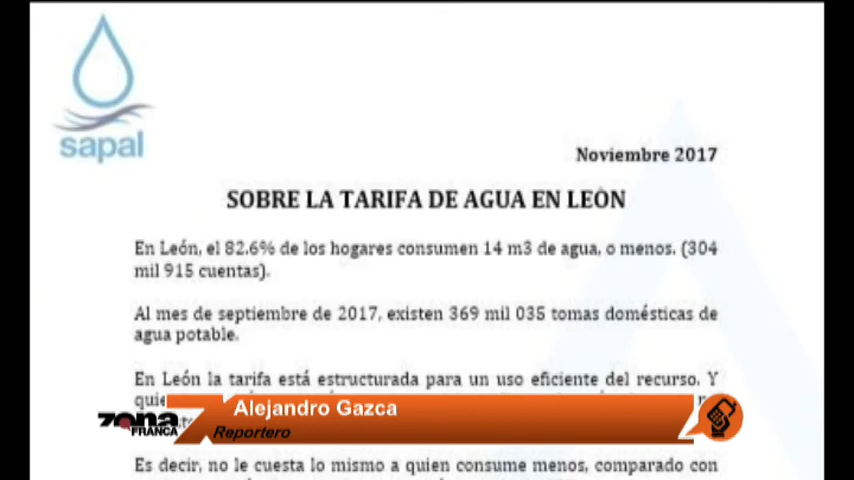 sapal
Noviembre 2017
SOBRE LA TARIFA DE AGUA EN LEÓN
En León, el 82.6% de los hogares consumen 14 m3 de agua, o menos. (304
mil 915 cuentas).
Al mes de septiembre de 2017, existen 369 mil 035 tomas domésticas de
agua potable.
En León la tarifa está estructurada para un uso eficiente del recurso. Y
Alejandro Gazca
zona
FRANCA
Reportero
Es decir, no le cuesta lo mismo a quien consume menos, comparado con